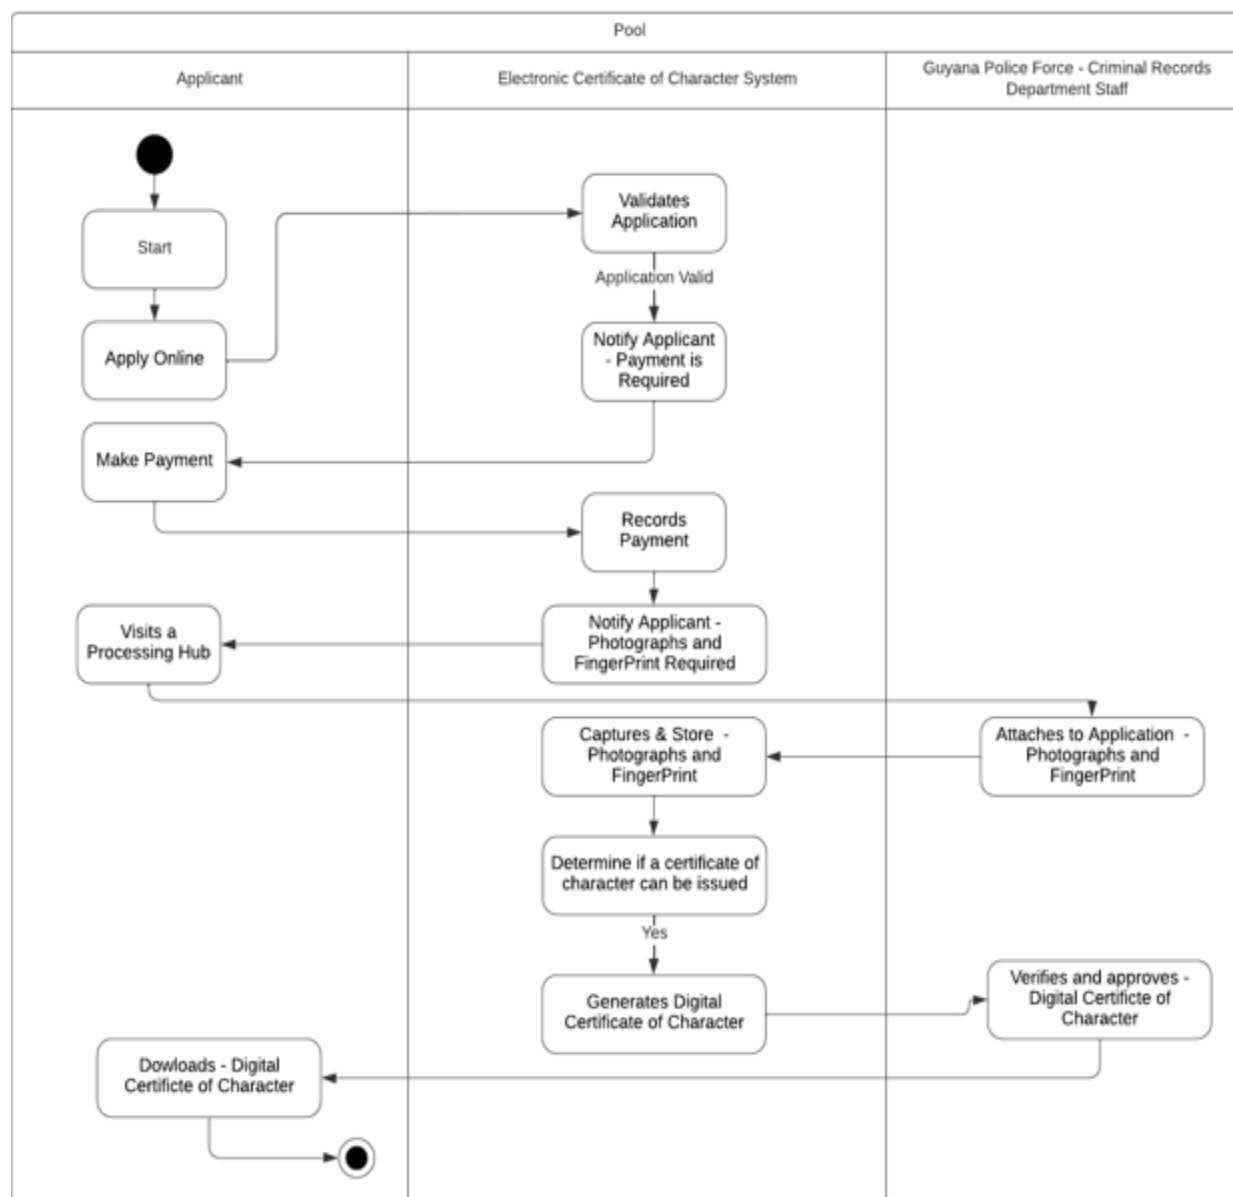 Pool
Applicant
Electronic Certificate of Character System
Guyana Police Force - Criminal Records
Department Staff
Start
Apply Online
Validates
Application
Application Valid
Notify Applicant
- Payment is
Required
Make Payment
Records
Payment
Notify Applicant -
Photographs and
FingerPrint Required
Visits a
Processing Hub
Attaches to Application -
Photographs and
FingerPrint
Captures & Store -
Photographs and
FingerPrint
Determine if a certificate of
character can be issued
Yes
Generates Digital
Certificate of Character
Verifies and approves -
Digital Certificte of
Character
Dowloads - Digital
Certificte of Character